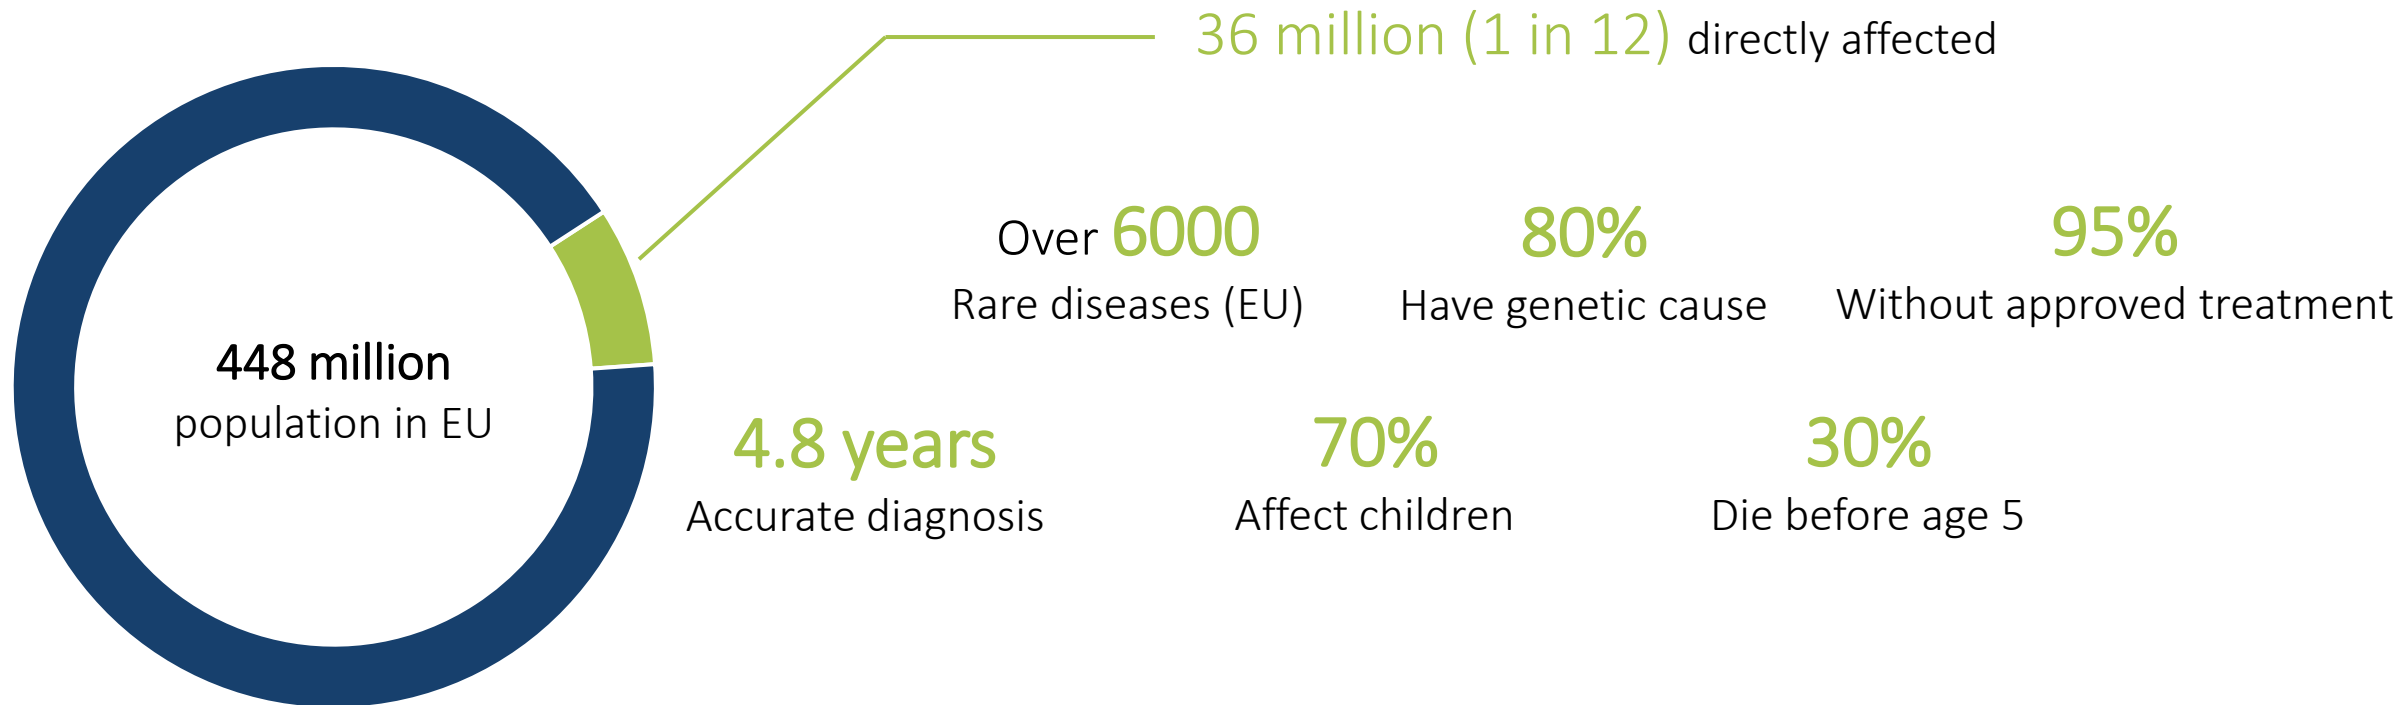 36 million (1 in 12) directly affected
Over 6000
Rare diseases (EU)
80%
Have genetic cause
95%
Without approved treatment
448 million
population in EU
4.8 years
Accurate diagnosis
70%
Affect children
30%
Die before age 5